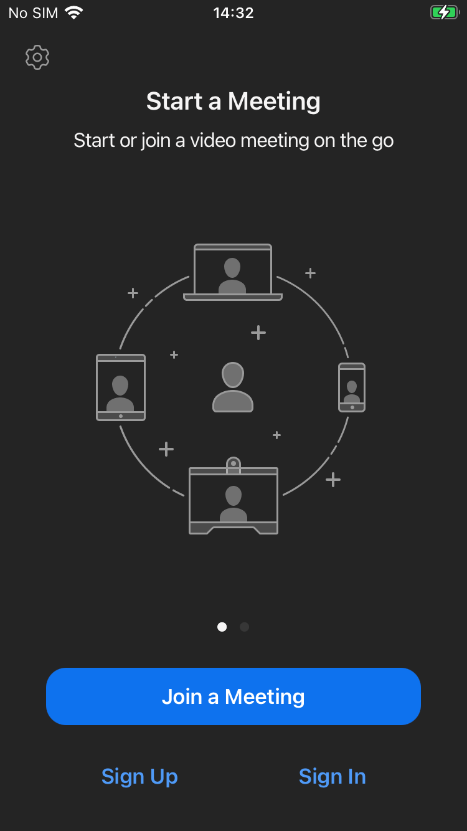 No SIM 14:32
Start a Meeting
Start or join a video meeting on the go
Join a Meeting
Sign Up Sign In